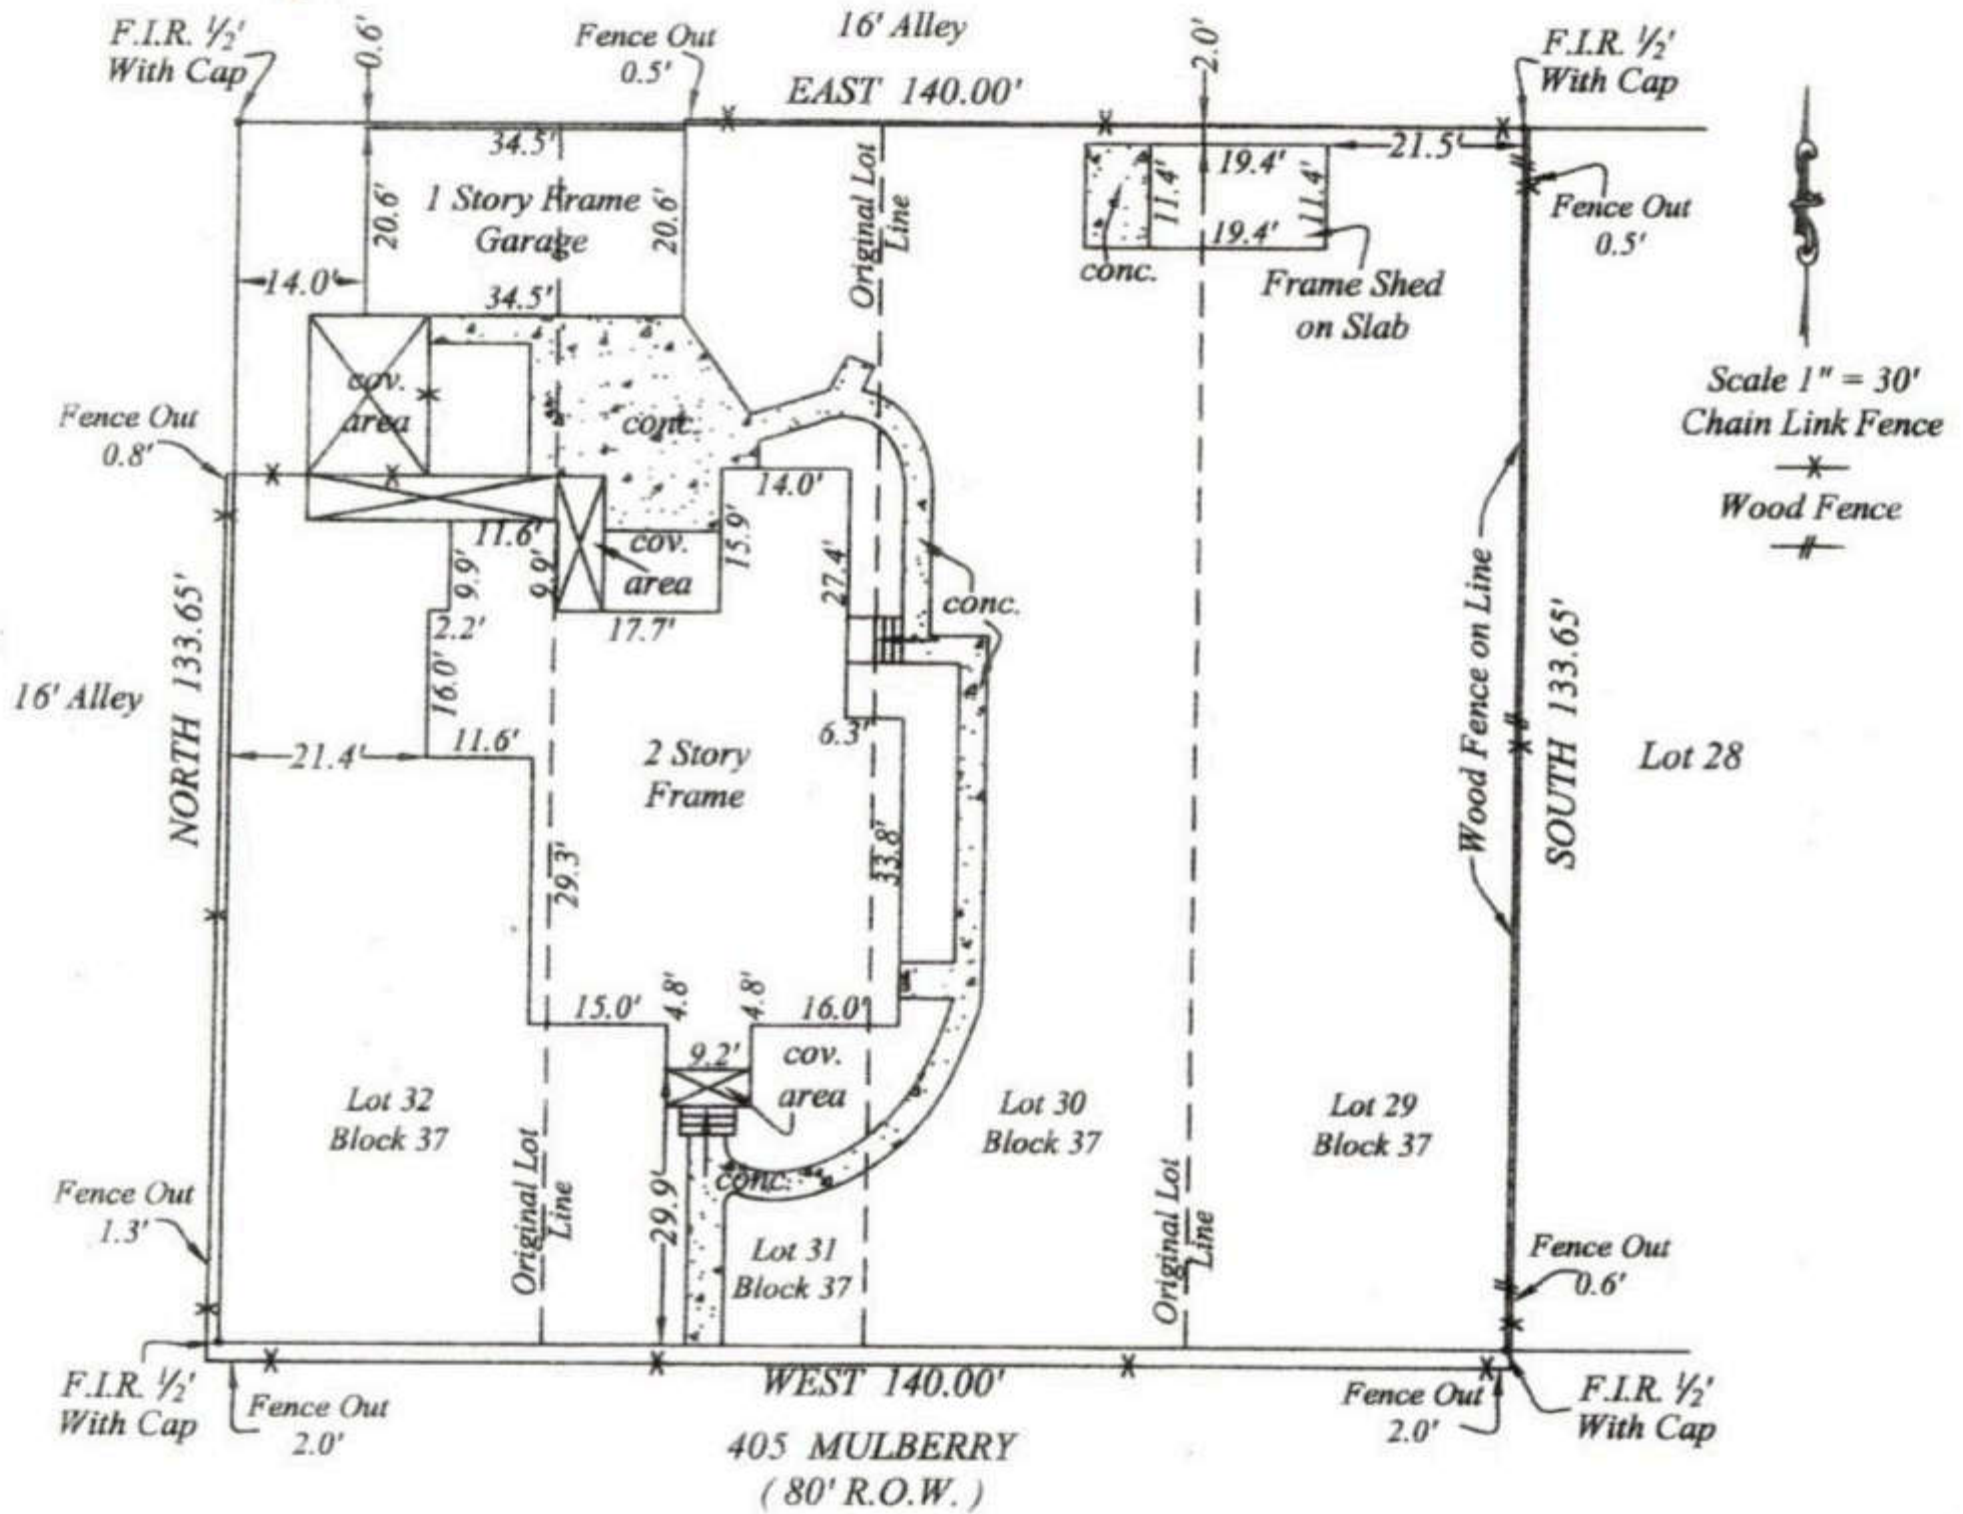 F.I.R. ½'
With Cap
0.6'
Fence Out
0.5'
16' Alley
EAST 140.00'
2.0'
F.I.R. ½'
With Cap
34.5'
20.6'
1 Story Frame
Garage
20.6'
34.5'
14.0'
Original Lot
Line
19.4'
11.4'
11.4'
19.4'
21.5'
conc.
Frame Shed
on Slab
Fence Out
0.5'
Scale 1" = 30'
Chain Link Fence
Wood Fence
cov.
area
conc.
Fence Out
0.8'
14.0'
11.6'
9.9'
9.9'
cov.
area
15.9'
27.4'
2.2'
17.7'
conc.
16' Alley
NORTH 133.65'
16.0'
21.4'
11.6'
6.3'
2 Story
Frame
29.3'
33.8'
Wood Fence on Line
SOUTH 133.65'
Lot 28
15.0'
4.8'
4.8'
16.0'
9.2'
cov.
area
Lot 32
Block 37
Lot 30
Block 37
Lot 29
Block 37
Original Lot
Line
29.9'
conc.
Lot 31
Block 37
Original Lot
Line
Fence Out
1.3'
Fence Out
0.6'
F.I.R. ½'
With Cap
Fence Out
2.0'
WEST 140.00'
Fence Out
2.0'
F.I.R. ½'
With Cap
405 MULBERRY
( 80' R.O.W. )